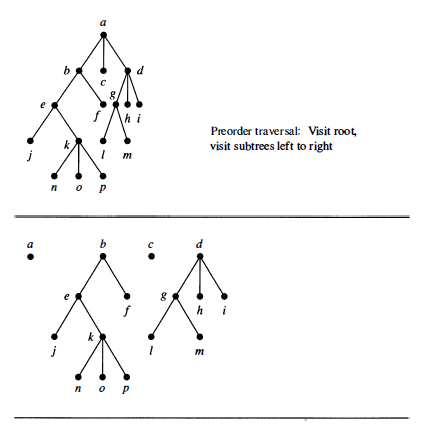 a
b
c
d
e
f
g
h i
j
k
l
m
n o p
Preorder traversal: Visit root,
visit subtrees left to right
a b c d
e
f
g
h i
j
k
l
m
n o p